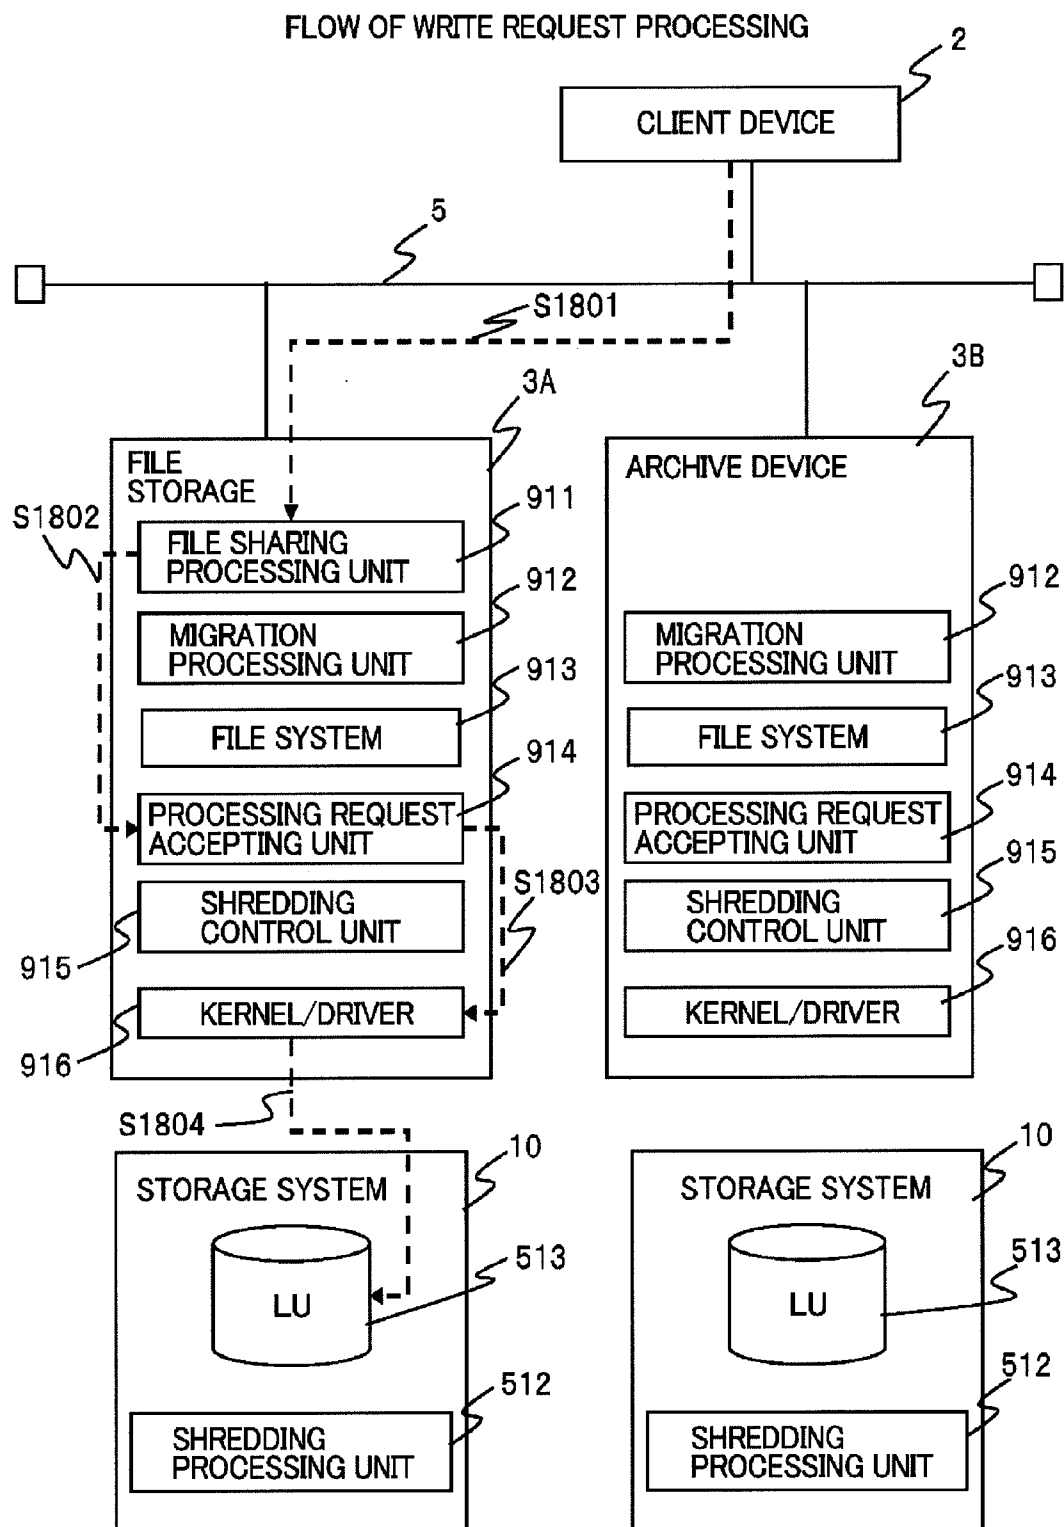 FLOW OF WRITE REQUEST PROCESSING
2
CLIENT DEVICE
5
S1801
3A
3B
FILE
STORAGE
ARCHIVE DEVICE
S1802
911
FILE SHARING
PROCESSING UNIT
912
MIGRATION
PROCESSING UNIT
912
MIGRATION
PROCESSING UNIT
913
FILE SYSTEM
913
FILE SYSTEM
914
PROCESSING REQUEST
ACCEPTING UNIT
914
PROCESSING REQUEST
ACCEPTING UNIT
S1803
SHREDDING
CONTROL UNIT
915
915
SHREDDING
CONTROL UNIT
KERNEL/DRIVER
916
916
KERNEL/DRIVER
S1804
10
STORAGE SYSTEM
10
STORAGE SYSTEM
LU
513
LU
513
512
SHREDDING
PROCESSING UNIT
512
SHREDDING
PROCESSING UNIT